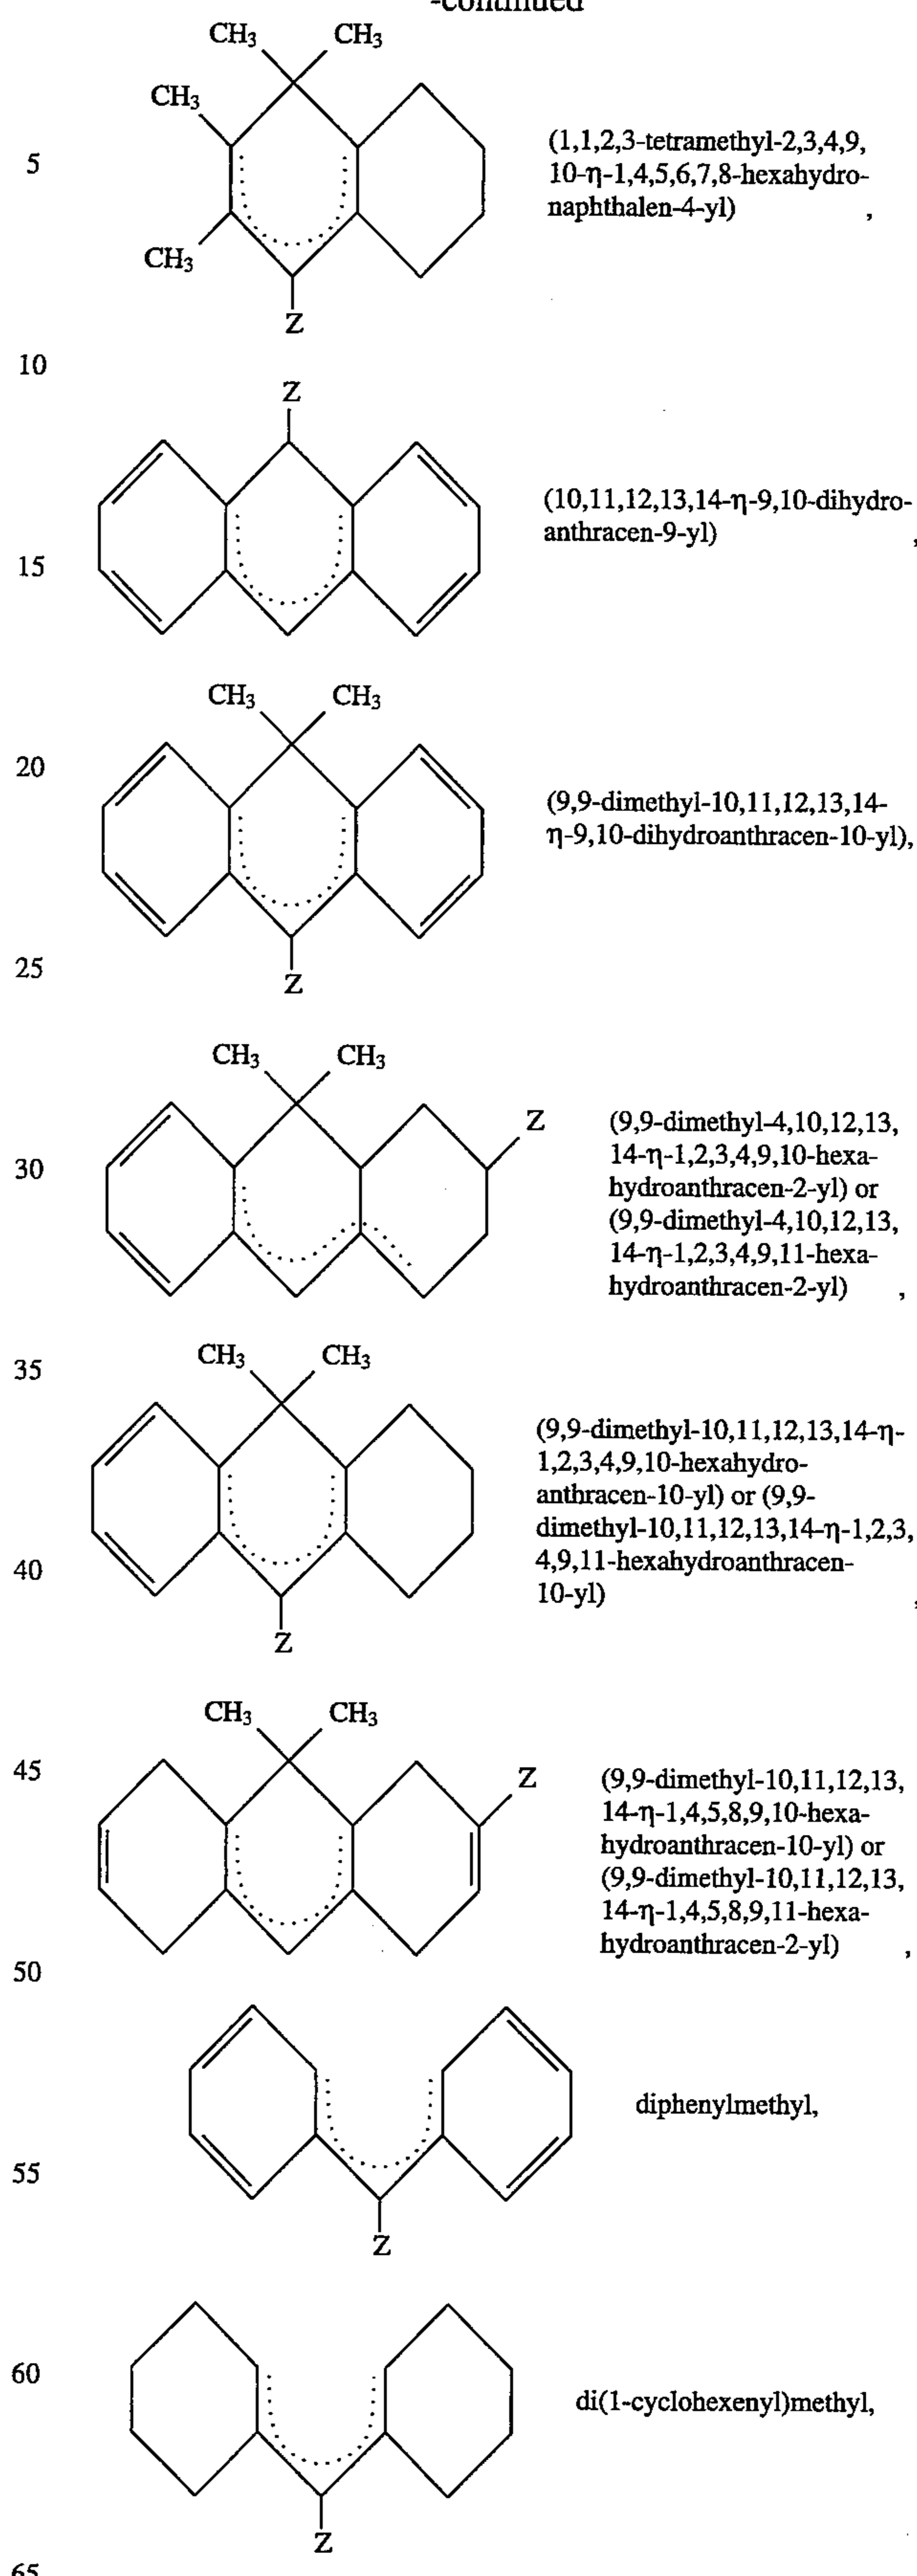 -continued
CH3 CH3
CH3
5
(1,1,2,3-tetramethyl-2,3,4,9,
10-η-1,4,5,6,7,8-hexahydro-
naphthalen-4-yl) ,
CH3
Z
10
Z
(10,11,12,13,14-η-9,10-dihydro-
anthracen-9-yl) ,
15
CH3 CH3
20
(9,9-dimethyl-10,11,12,13,14-
η-9,10-dihydroanthracen-10-yl),
25
Z
CH3 CH3
Z
(9,9-dimethyl-4,10,12,13,
14-η-1,2,3,4,9,10-hexa-
30
hydroanthracen-2-yl) or
(9,9-dimethyl-4,10,12,13,
14-η-1,2,3,4,9,11-hexa-
hydroanthracen-2-yl) ,
35
CH3 CH3
(9,9-dimethyl-10,11,12,13,14-η-
1,2,3,4,9,10-hexahydro-
anthracen-10-yl) or (9,9-
dimethyl-10,11,12,13,14-η-1,2,3,
40
4,9,11-hexahydroanthracen-
10-yl) ,
Z
CH3 CH3
45
Z
(9,9-dimethyl-10,11,12,13,
14-η-1,4,5,8,9,10-hexa-
hydroanthracen-10-yl) or
(9,9-dimethyl-10,11,12,13,
14-η-1,4,5,8,9,11-hexa-
hydroanthracen-2-yl) ,
50
diphenylmethyl,
55
Z
60
di(1-cyclohexenyl)methyl,
Z
65